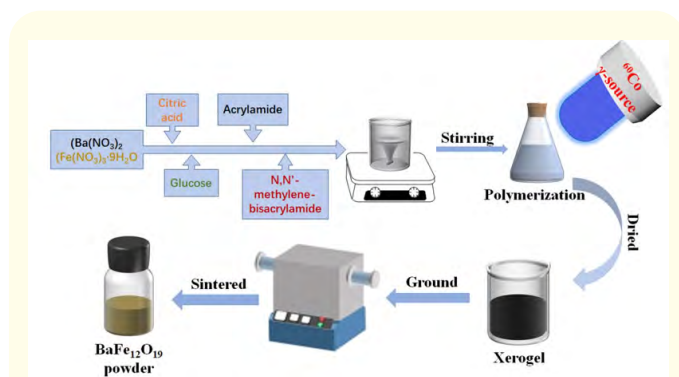 Citric
acid
Acrylamide
(Ba(NO₃)₂
(Fe(NO₃)₃·9H₂O
Glucose
N,N'-
methylene-
bisacrylamide
Stirring
⁶⁰Co
γ-source
Polymerization
Dried
Xerogel
Ground
Sintered
BaFe₁₂O₁₉
powder